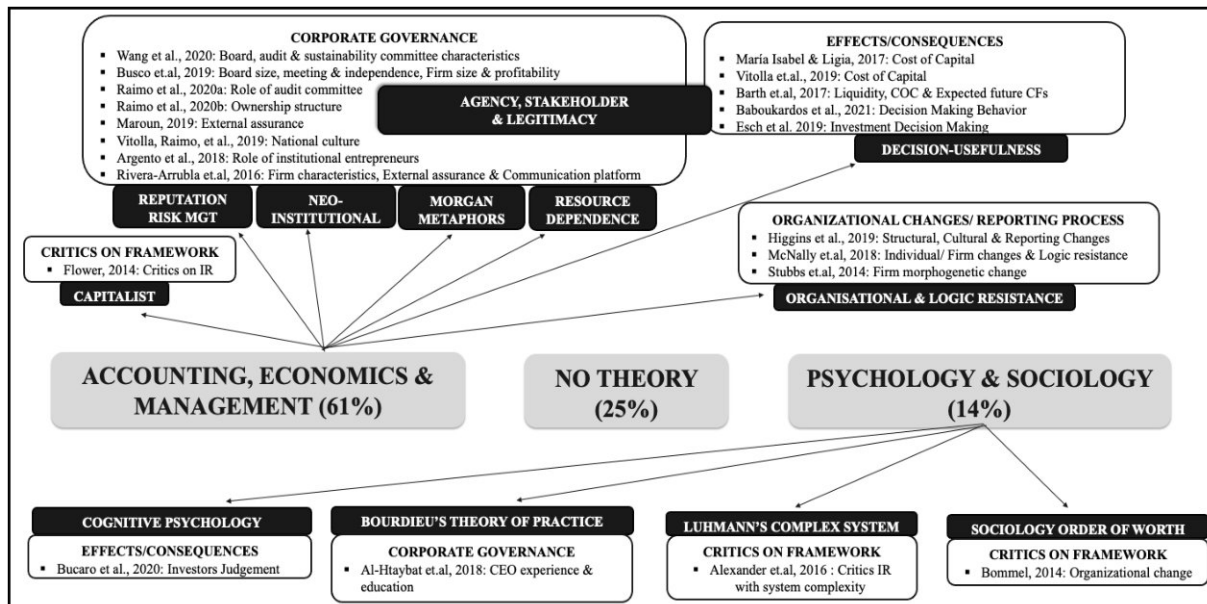 CORPORATE GOVERNANCE
▪ Wang et al., 2020: Board, audit & sustainability committee characteristics
▪ Busco et.al, 2019: Board size, meeting & independence, Firm size & profitability
▪ Raimo et al., 2020a: Role of audit committee
▪ Raimo et al., 2020b: Ownership structure
▪ Maroun, 2019: External assurance
▪ Vitolla, Raimo, et al., 2019: National culture
▪ Argento et al., 2018: Role of institutional entrepreneurs
▪ Rivera-Arrubla et.al, 2016: Firm characteristics, External assurance & Communication platform
AGENCY, STAKEHOLDER
& LEGITIMACY
EFFECTS/CONSEQUENCES
▪ María Isabel & Ligia, 2017: Cost of Capital
▪ Vitolla et.al., 2019: Cost of Capital
▪ Barth et.al, 2017: Liquidity, COC & Expected future CFs
▪ Baboukardos et al., 2021: Decision Making Behavior
▪ Esch et al. 2019: Investment Decision Making
DECISION-USEFULNESS
REPUTATION
RISK MGT
NEO-
INSTITUTIONAL
MORGAN
METAPHORS
RESOURCE
DEPENDENCE
CRITICS ON FRAMEWORK
▪ Flower, 2014: Critics on IR
CAPITALIST
ORGANIZATIONAL CHANGES/ REPORTING PROCESS
▪ Higgins et al., 2019: Structural, Cultural & Reporting Changes
▪ McNally et.al, 2018: Individual/ Firm changes & Logic resistance
▪ Stubbs et.al, 2014: Firm morphogenetic change
ORGANISATIONAL & LOGIC RESISTANCE
ACCOUNTING, ECONOMICS &
MANAGEMENT (61%)
NO THEORY
(25%)
PSYCHOLOGY & SOCIOLOGY
(14%)
COGNITIVE PSYCHOLOGY
EFFECTS/CONSEQUENCES
▪ Bucaro et al., 2020: Investors Judgement
BOURDIEU'S THEORY OF PRACTICE
CORPORATE GOVERNANCE
▪ Al-Htaybat et.al, 2018: CEO experience &
education
LUHMANN'S COMPLEX SYSTEM
CRITICS ON FRAMEWORK
▪ Alexander et.al, 2016 : Critics IR
with system complexity
SOCIOLOGY ORDER OF WORTH
CRITICS ON FRAMEWORK
▪ Bommel, 2014: Organizational change